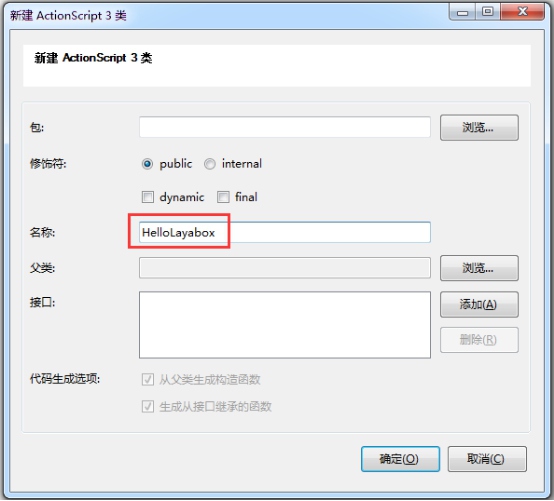 新建 ActionScript 3 类
新建 ActionScript 3 类
包:
浏览...
修饰符:
public
internal
dynamic
final
名称:
HelloLayabox
父类:
浏览...
接口:
添加(A)
删除(R)
代码生成选项:
从父类生成构造函数
生成从接口继承的函数
确定(O)
取消(C)